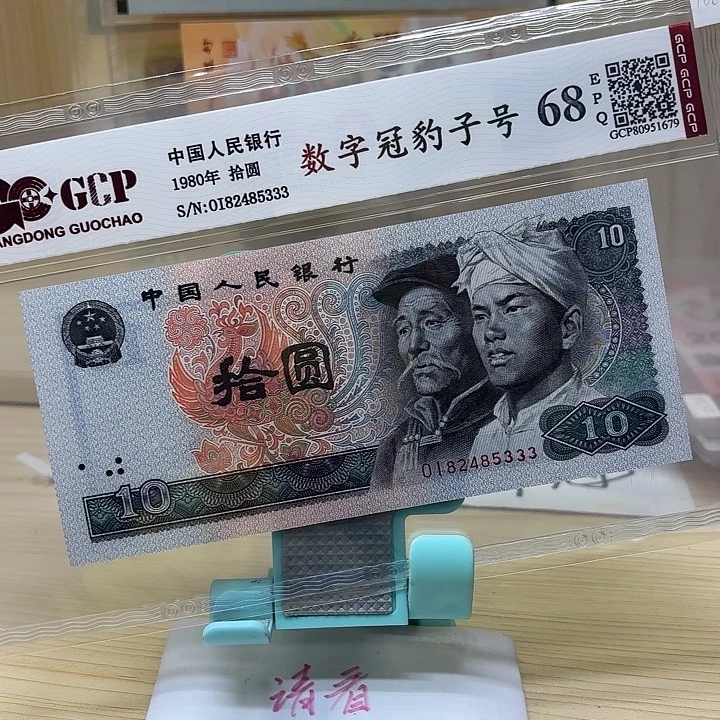 GCP
ANGDONG GUOCHAO
中国人民银行
1980年 拾圆
S/N:OI82485333
数字冠豹子号
68
EPQ
GCP80951679
GCP GCP GCP
中国人民银行
10
拾圆
10
10
OI82485333
请看